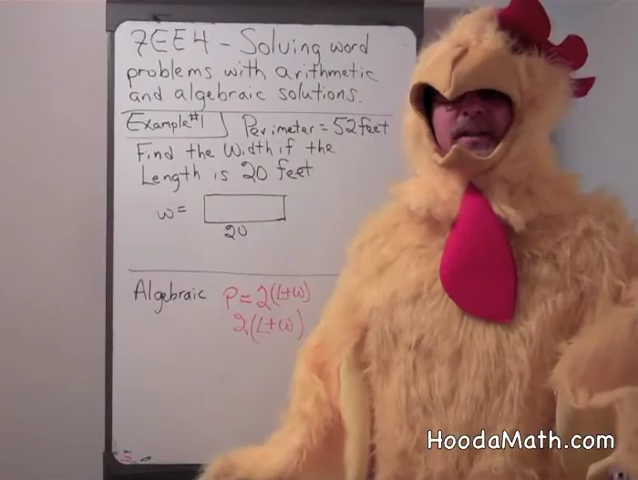 7EE4 - Solving word
problems with arithmetic
and algebraic solutions.
Example #1 Perimeter = 52 feet
Find the Width if the
Length is 20 feet
w =
20
Algebraic P = 2(L+w)
2(L+w)
HoodaMath.com